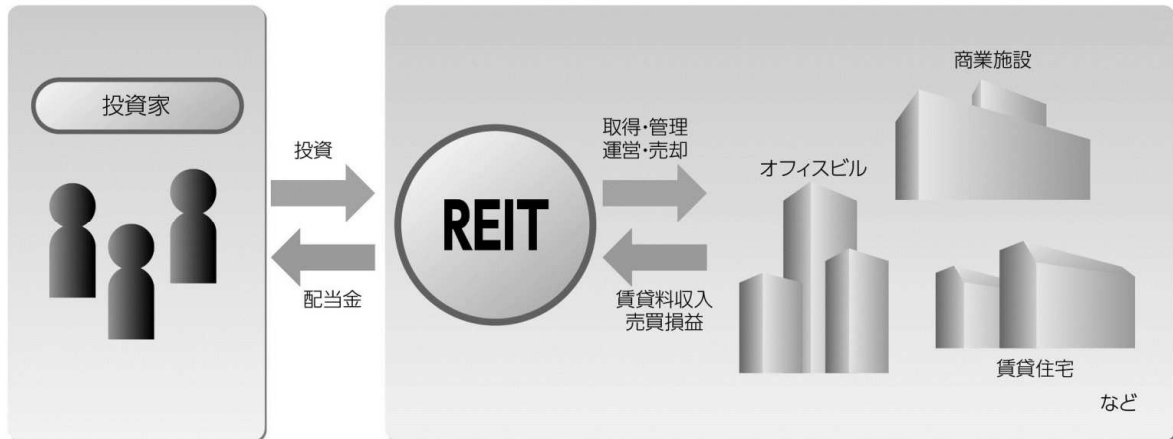 投資家
投資
配当金
REIT
取得・管理
運営・売却
賃貸料収入
売買損益
オフィスビル
商業施設
賃貸住宅
など